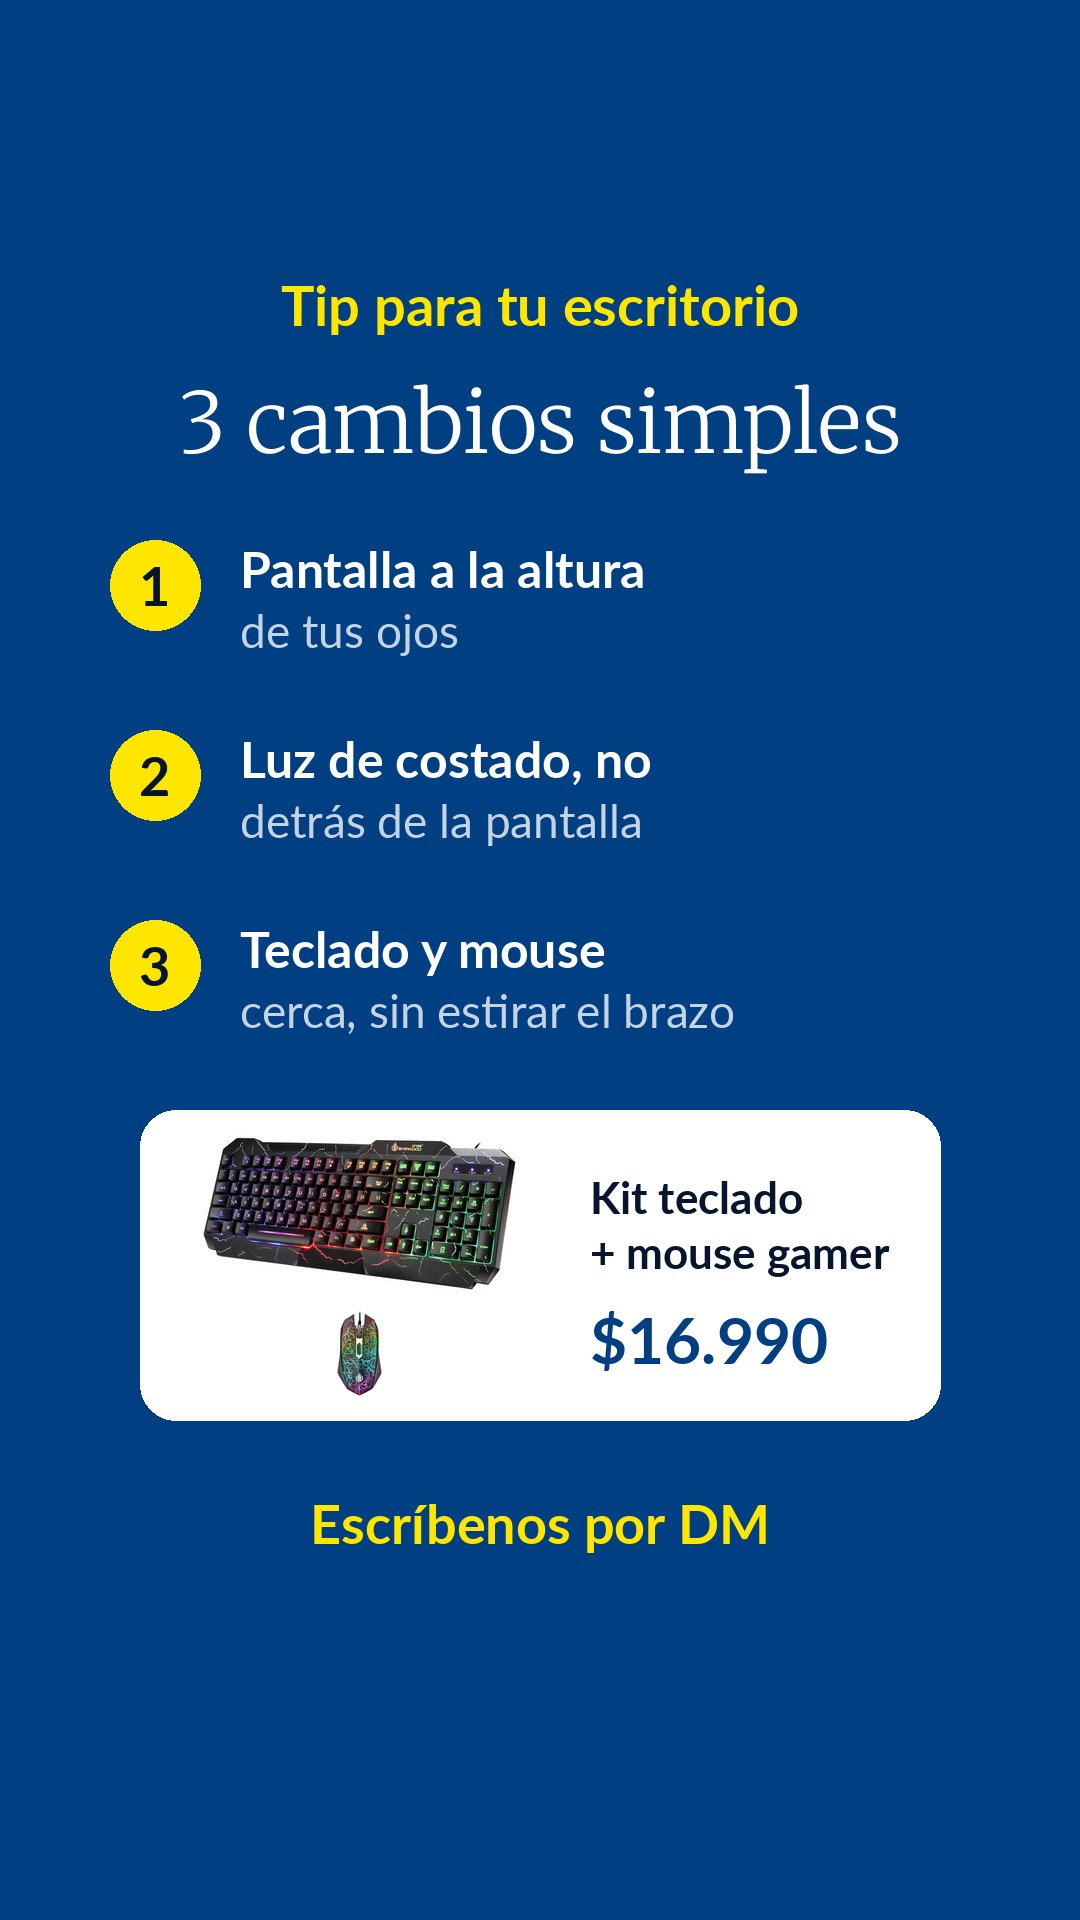 Tip para tu escritorio
3 cambios simples
1
Pantalla a la altura
de tus ojos
2
Luz de costado, no
detrás de la pantalla
3
Teclado y mouse
cerca, sin estirar el brazo
Kit teclado
+ mouse gamer
$16.990
Escríbenos por DM